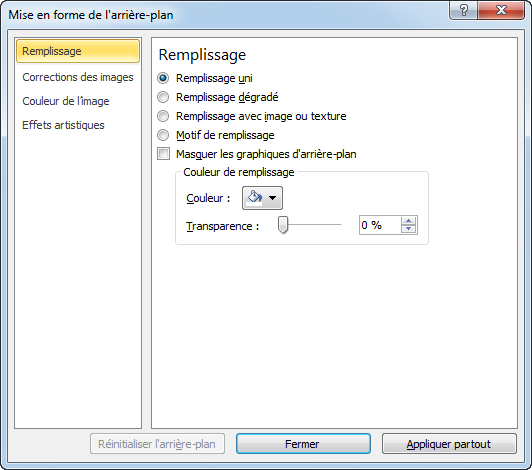 Mise en forme de l'arrière-plan
Remplissage
Corrections des images
Couleur de l'image
Effets artistiques
Remplissage
Remplissage uni
Remplissage dégradé
Remplissage avec image ou texture
Motif de remplissage
Masquer les graphiques d'arrière-plan
Couleur de remplissage
Couleur :
Transparence : 0 %
Réinitialiser l'arrière-plan Fermer Appliquer partout